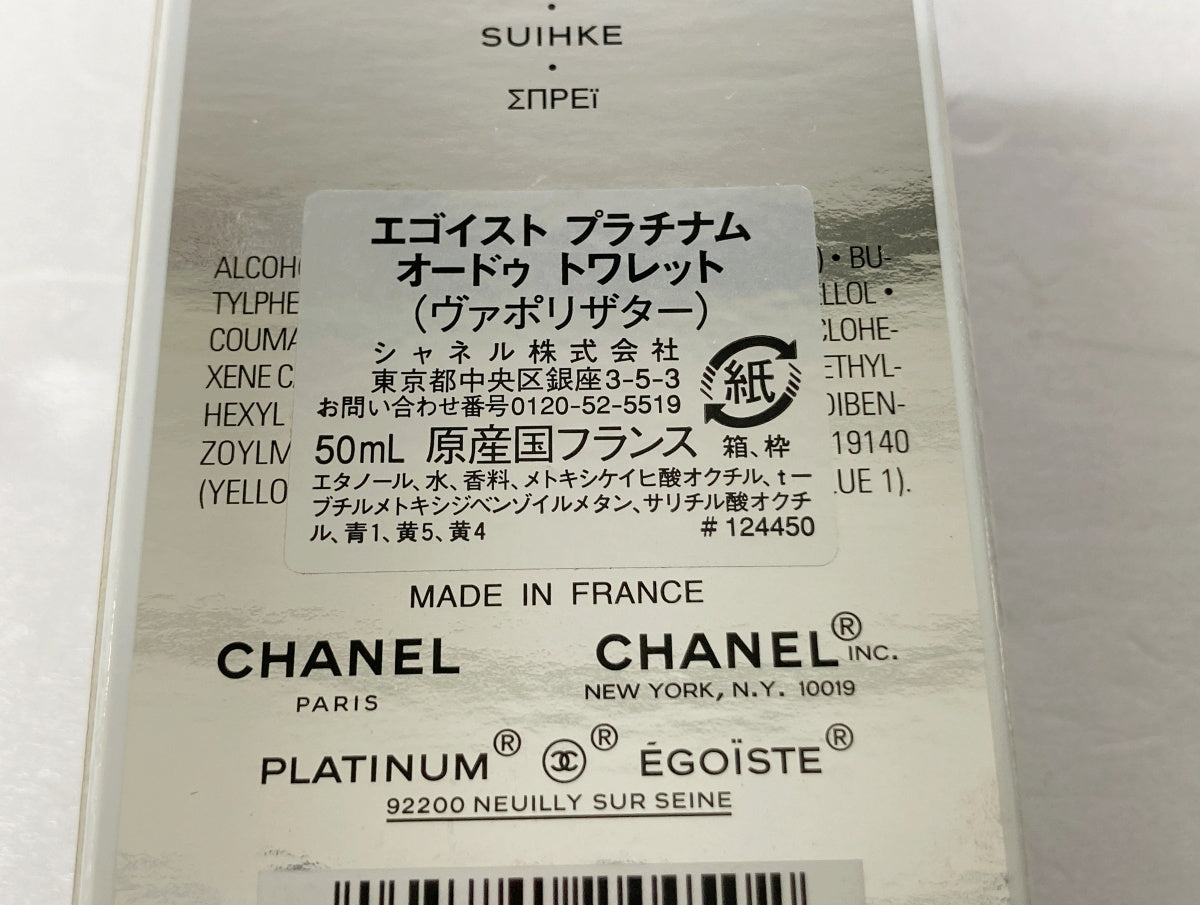 SUIHKE
ΣΠΡΕΪ
エゴイスト プラチナム
オードゥ トワレット
(ヴァポリザター)
シャネル株式会社
東京都中央区銀座3-5-3
お問い合わせ番号0120-52-5519
紙
50mL 原産国フランス 箱、枠
エタノール、水、香料、メトキシケイヒ酸オクチル、t-
ブチルメトキシジベンゾイルメタン、サリチル酸オクチ
ル、青1、黄5、黄4 #124450
ALCOH ) • BU-
TYLPHE LLOL •
COUMA CLOHE-
XENE C ETHYL-
HEXYL DIBEN-
ZOYLM 19140
(YELLO UE 1).
MADE IN FRANCE
CHANEL CHANEL® INC.
PARIS NEW YORK, N.Y. 10019
PLATINUM® ® ÉGOÏSTE®
92200 NEUILLY SUR SEINE